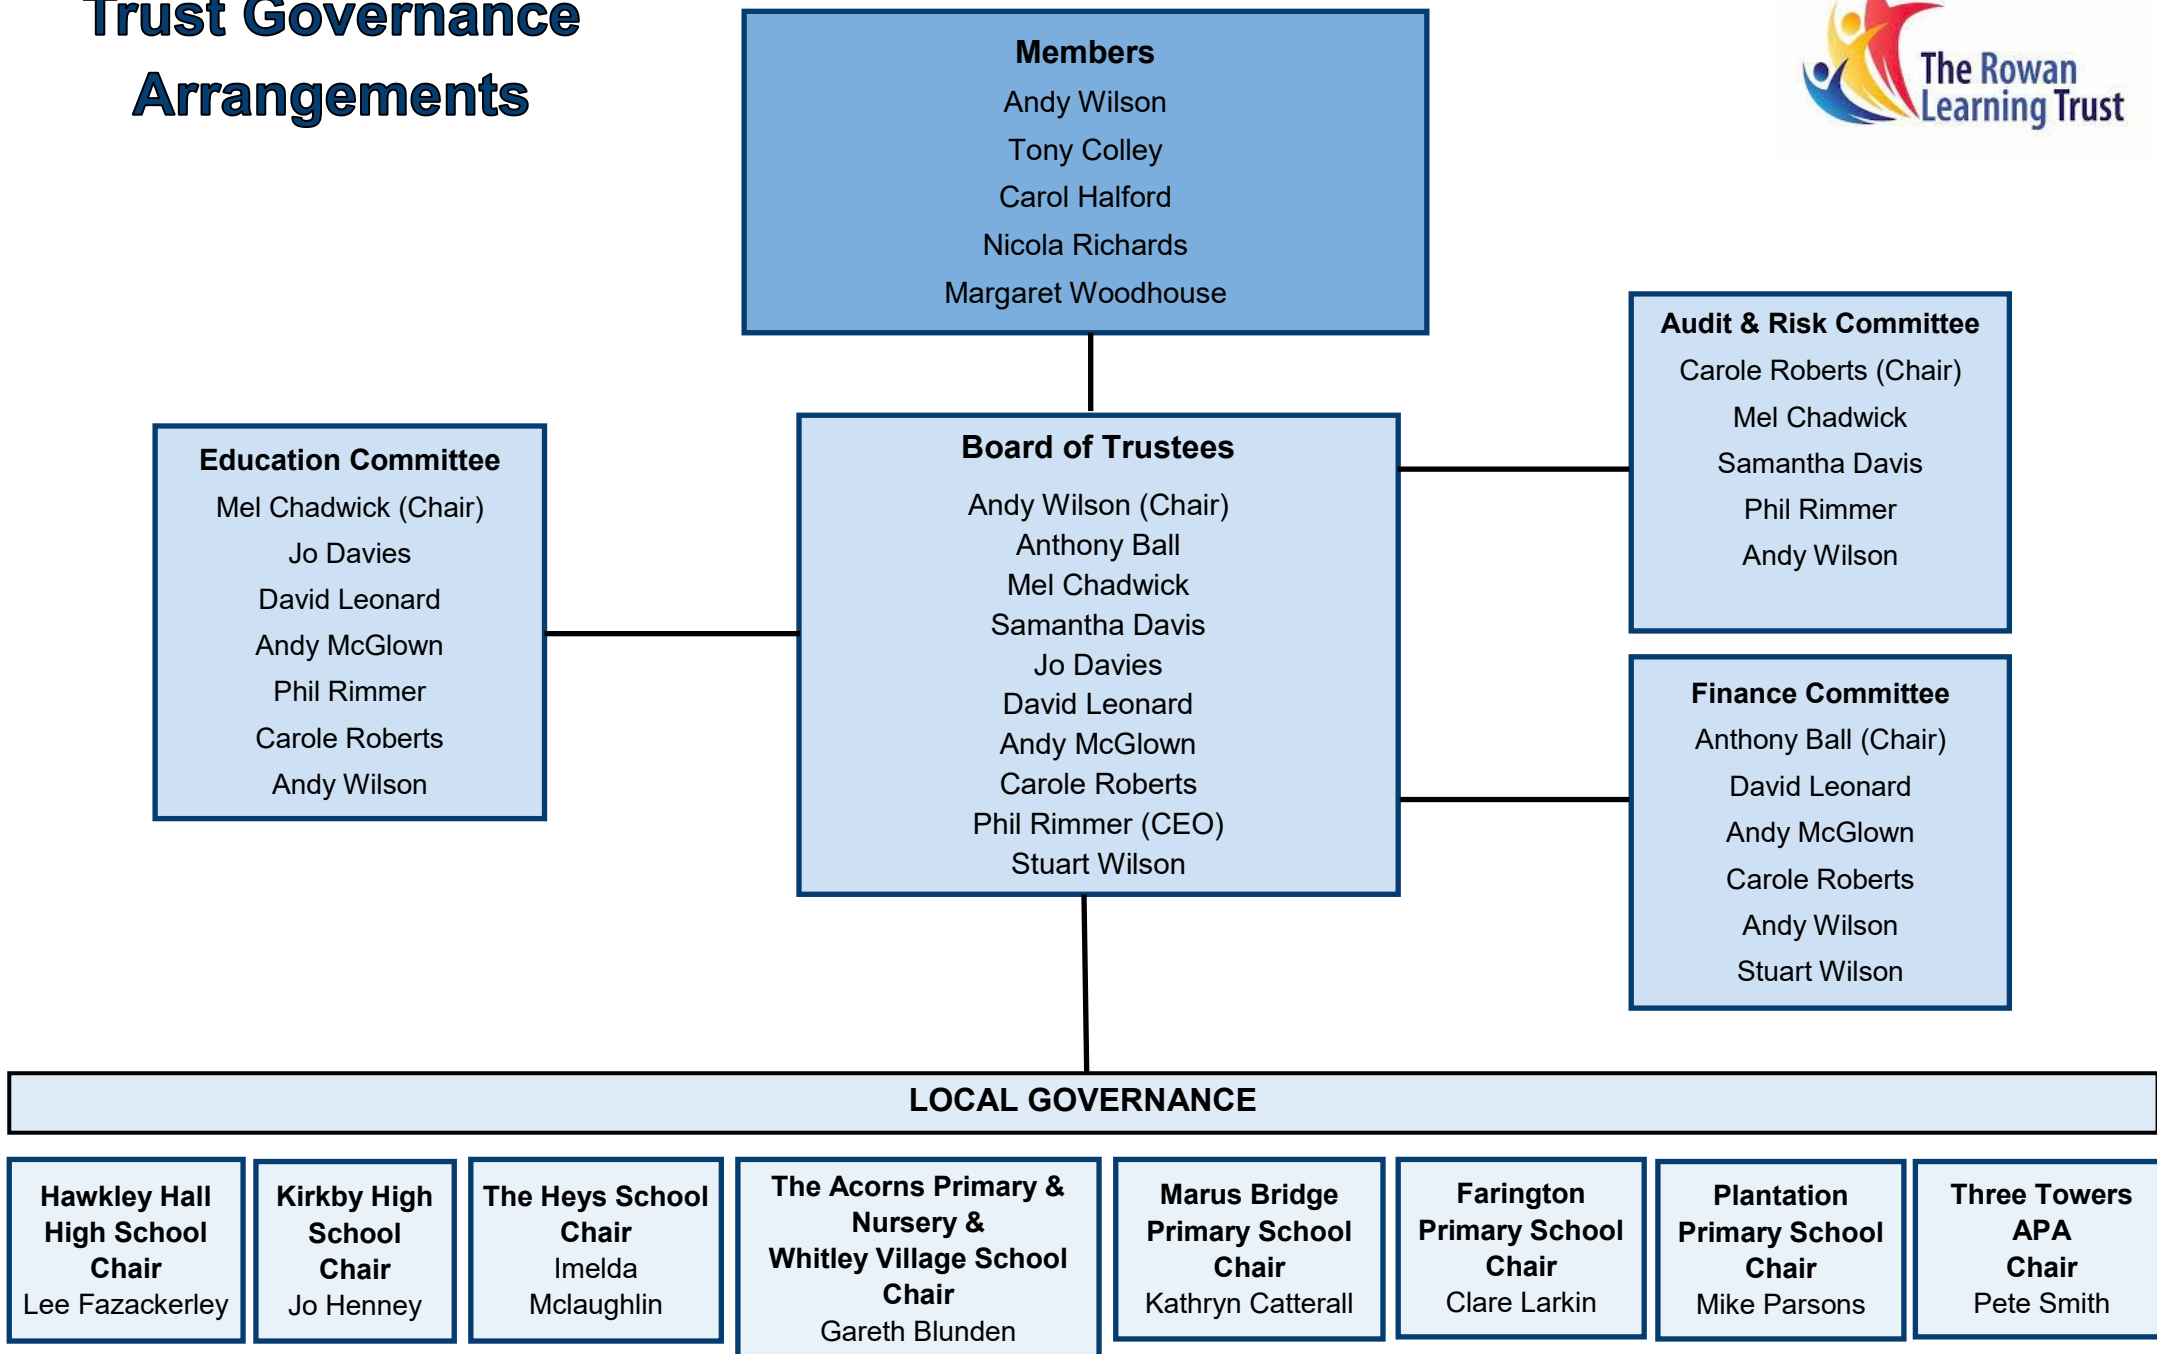 Trust Governance
Arrangements
The Rowan
Learning Trust
Members
Andy Wilson
Tony Colley
Carol Halford
Nicola Richards
Margaret Woodhouse
Audit & Risk Committee
Carole Roberts (Chair)
Mel Chadwick
Samantha Davis
Phil Rimmer
Andy Wilson
Education Committee
Mel Chadwick (Chair)
Jo Davies
David Leonard
Andy McGlown
Phil Rimmer
Carole Roberts
Andy Wilson
Board of Trustees
Andy Wilson (Chair)
Anthony Ball
Mel Chadwick
Samantha Davis
Jo Davies
David Leonard
Andy McGlown
Carole Roberts
Phil Rimmer (CEO)
Stuart Wilson
Finance Committee
Anthony Ball (Chair)
David Leonard
Andy McGlown
Carole Roberts
Andy Wilson
Stuart Wilson
LOCAL GOVERNANCE
Hawkley Hall
High School
Chair
Lee Fazackerley
Kirkby High
School
Chair
Jo Henney
The Heys School
Chair
Imelda
Mclaughlin
The Acorns Primary &
Nursery &
Whitley Village School
Chair
Gareth Blunden
Marus Bridge
Primary School
Chair
Kathryn Catterall
Farington
Primary School
Chair
Clare Larkin
Plantation
Primary School
Chair
Mike Parsons
Three Towers
APA
Chair
Pete Smith